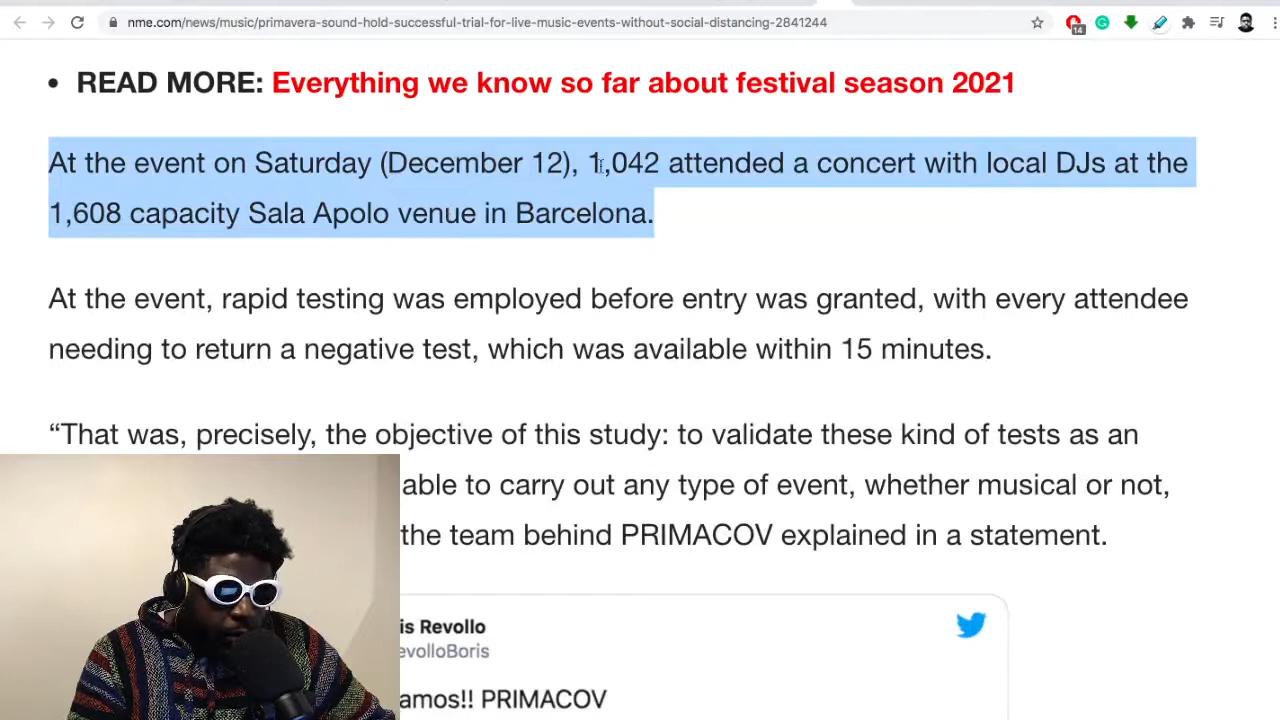 nme.com/news/music/primavera-sound-hold-successful-trial-for-live-music-events-without-social-distancing-2841244
14
READ MORE: Everything we know so far about festival season 2021
At the event on Saturday (December 12), 1,042 attended a concert with local DJs at the
1,608 capacity Sala Apolo venue in Barcelona.
At the event, rapid testing was employed before entry was granted, with every attendee
needing to return a negative test, which was available within 15 minutes.
“That was, precisely, the objective of this study: to validate these kind of tests as an
able to carry out any type of event, whether musical or not,
the team behind PRIMACOV explained in a statement.
is Revollo
evolloBoris
amos!! PRIMACOV